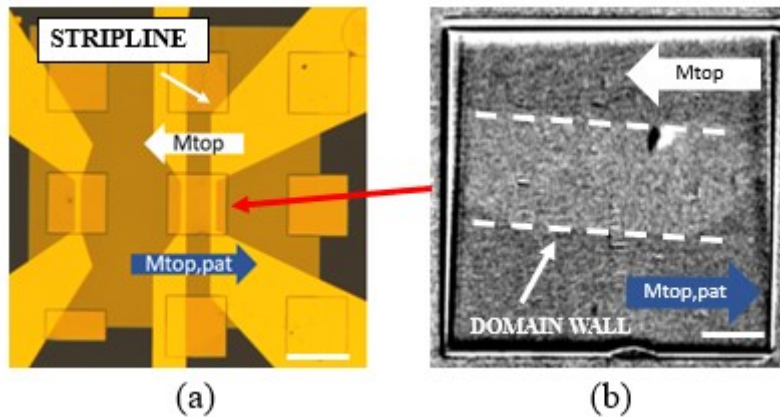 STRIPLINE
Mtop
Mtop,pat
(a)
Mtop
Mtop,pat
DOMAIN WALL
(b)